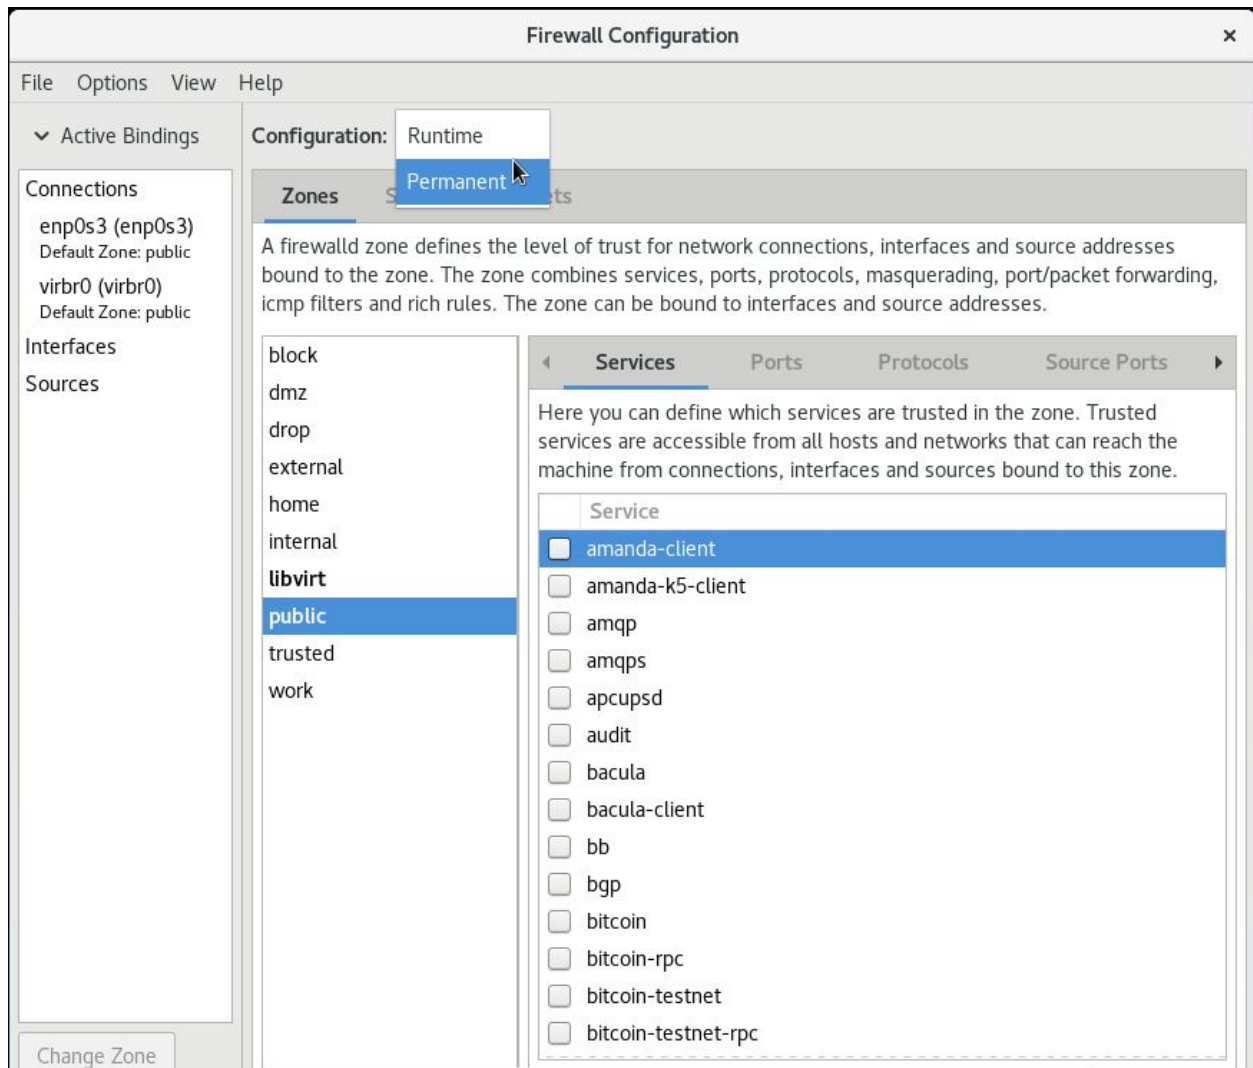 Firewall Configuration
File Options View Help
Active Bindings
Configuration:
Runtime
Permanent
Connections
enp0s3 (enp0s3)
Default Zone: public
virbr0 (virbr0)
Default Zone: public
Interfaces
Sources
Change Zone
Zones
A firewalld zone defines the level of trust for network connections, interfaces and source addresses
bound to the zone. The zone combines services, ports, protocols, masquerading, port/packet forwarding,
icmp filters and rich rules. The zone can be bound to interfaces and source addresses.
block
dmz
drop
external
home
internal
libvirt
public
trusted
work
Services Ports Protocols Source Ports
Here you can define which services are trusted in the zone. Trusted
services are accessible from all hosts and networks that can reach the
machine from connections, interfaces and sources bound to this zone.
Service
amanda-client
amanda-k5-client
amqp
amqps
apcupsd
audit
bacula
bacula-client
bb
bgp
bitcoin
bitcoin-rpc
bitcoin-testnet
bitcoin-testnet-rpc